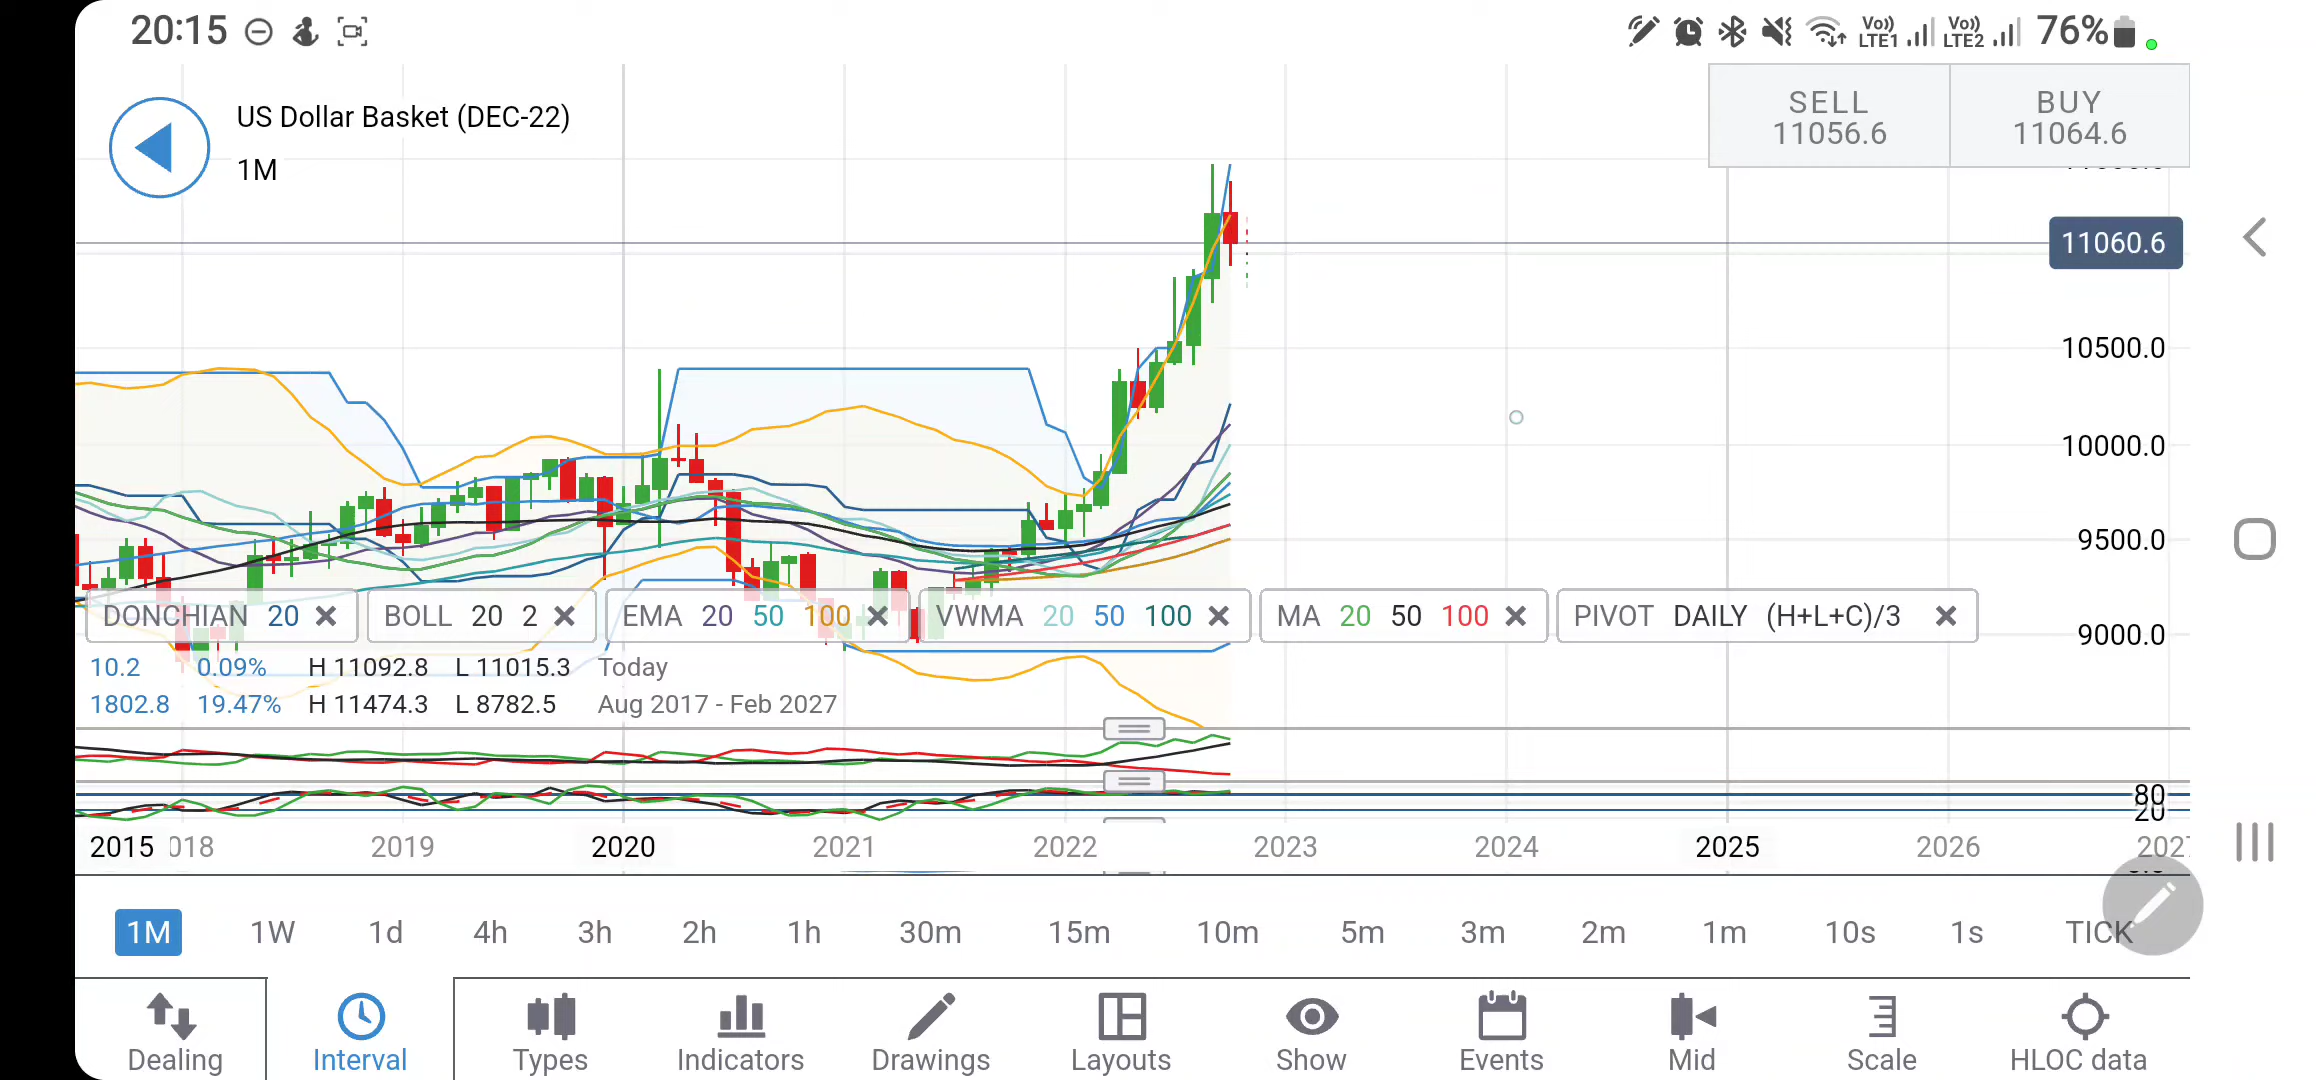 20:15
Vo)) LTE1 Vo)) LTE2 76%
US Dollar Basket (DEC-22)
1M
SELL 11056.6
BUY 11064.6
11060.6
10500.0
10000.0
9500.0
9000.0
DONCHIAN 20 BOLL 20 2 EMA 20 50 100 VWMA 20 50 100 MA 20 50 100 PIVOT DAILY (H+L+C)/3
10.2 0.09% H 11092.8 L 11015.3 Today
1802.8 19.47% H 11474.3 L 8782.5 Aug 2017 - Feb 2027
80
20
2015 018 2019 2020 2021 2022 2023 2024 2025 2026 202
1M 1W 1d 4h 3h 2h 1h 30m 15m 10m 5m 3m 2m 1m 10s 1s TICK
Dealing Interval Types Indicators Drawings Layouts Show Events Mid Scale HLOC data